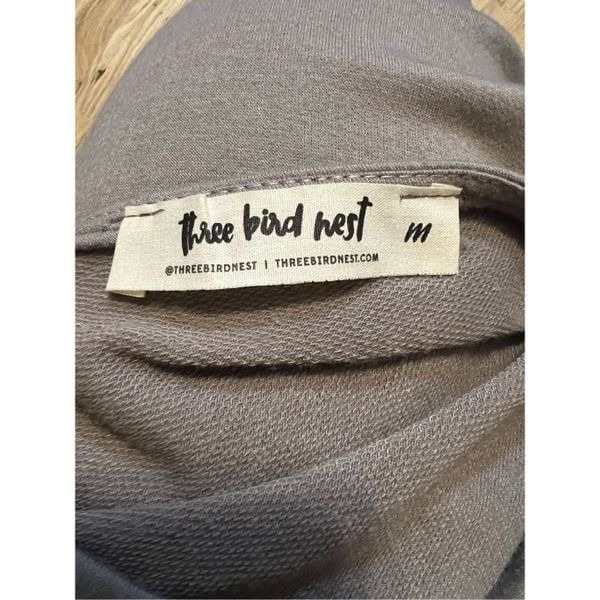 three bird nest m
@THREEBIRDNEST | THREEBIRDNEST.COM